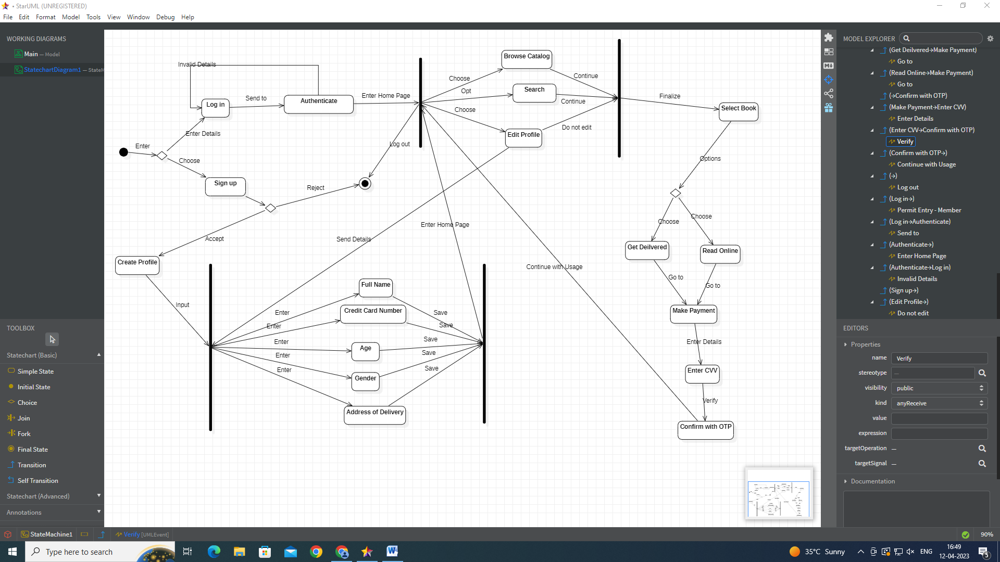 • StarUML (UNREGISTERED)
File Edit Format Model Tools View Window Debug Help
WORKING DIAGRAMS
Main — Model
StatechartDiagram1 — StateM
TOOLBOX
Statechart (Basic)
Simple State
Initial State
Choice
Join
Fork
Final State
Transition
Self Transition
Statechart (Advanced)
Annotations
Invalid Details
Log in
Send to
Authenticate
Enter Home Page
Enter Details
Enter
Choose
Sign up
Reject
Accept
Log out
Choose
Opt
Choose
Browse Catalog
Search
Edit Profile
Continue
Continue
Do not edit
Finalize
Select Book
Options
Choose
Choose
Get Deilvered
Read Online
Go to
Go to
Make Payment
Enter Details
Enter CVV
Verify
Confirm with OTP
Continue with Usage
Enter Home Page
Send Details
Create Profile
Input
Enter
Enter
Enter
Enter
Enter
Full Name
Credit Card Number
Age
Gender
Address of Delivery
Save
Save
Save
Save
Save
MODEL EXPLORER
(Get Deilvered→Make Payment)
Go to
(Read Online→Make Payment)
Go to
(→Confirm with OTP)
(Make Payment→Enter CVV)
Enter Details
(Enter CVV→Confirm with OTP)
Verify
(Confirm with OTP→)
Continue with Usage
(→)
Log out
(Log in→)
Permit Entry - Member
(Log in→Authenticate)
Send to
(Authenticate→)
Enter Home Page
(Authenticate→Log in)
Invalid Details
(Sign up→)
(Edit Profile→)
Do not edit
EDITORS
Properties
name Verify
stereotype —
visibility public
kind anyReceive
value
expression
targetOperation —
targetSignal —
Documentation
StateMachine1
Verify [UMLEvent]
90%
Type here to search
35°C Sunny
ENG
16:49
12-04-2023
5